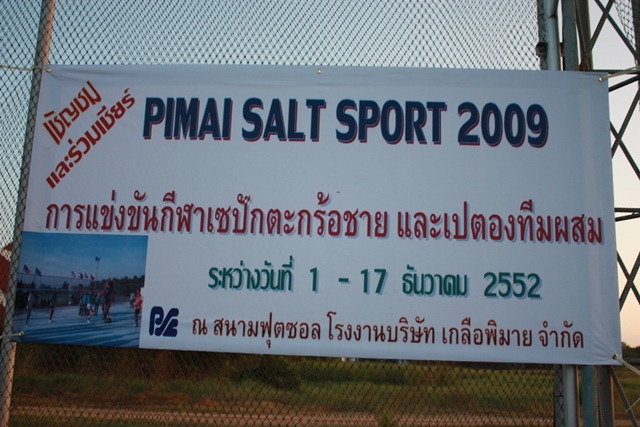 เชิญชม
และร่วมเชียร์
PIMAI SALT SPORT 2009
การแข่งขันกีฬาเซปักตะกร้อชาย และเปตองทีมผสม
ระหว่างวันที่ 1 - 17 ธันวาคม 2552
ณ สนามฟุตซอล โรงงานบริษัท เกลือพิมาย จำกัด